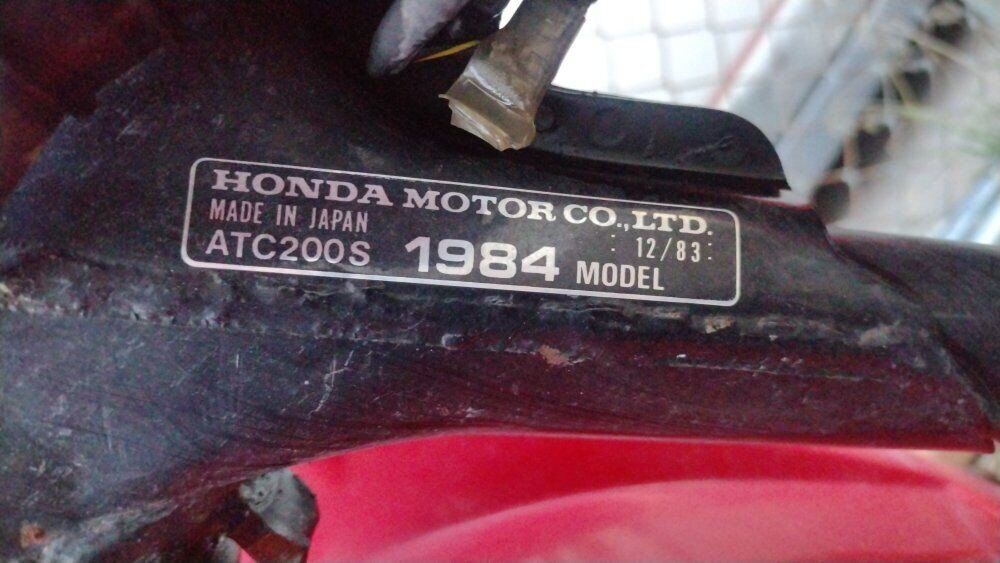 HONDA MOTOR CO.,LTD.
MADE IN JAPAN : 12/83 :
ATC200S 1984 MODEL